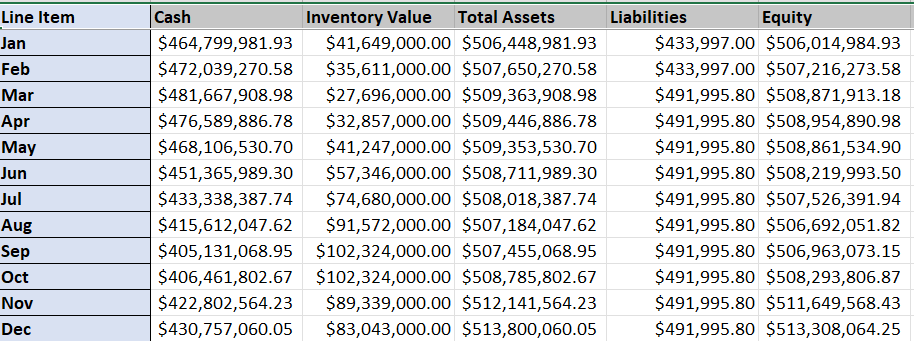 Line Item Cash Inventory Value Total Assets Liabilities Equity
Jan $464,799,981.93 $41,649,000.00 $506,448,981.93 $433,997.00 $506,014,984.93
Feb $472,039,270.58 $35,611,000.00 $507,650,270.58 $433,997.00 $507,216,273.58
Mar $481,667,908.98 $27,696,000.00 $509,363,908.98 $491,995.80 $508,871,913.18
Apr $476,589,886.78 $32,857,000.00 $509,446,886.78 $491,995.80 $508,954,890.98
May $468,106,530.70 $41,247,000.00 $509,353,530.70 $491,995.80 $508,861,534.90
Jun $451,365,989.30 $57,346,000.00 $508,711,989.30 $491,995.80 $508,219,993.50
Jul $433,338,387.74 $74,680,000.00 $508,018,387.74 $491,995.80 $507,526,391.94
Aug $415,612,047.62 $91,572,000.00 $507,184,047.62 $491,995.80 $506,692,051.82
Sep $405,131,068.95 $102,324,000.00 $507,455,068.95 $491,995.80 $506,963,073.15
Oct $406,461,802.67 $102,324,000.00 $508,785,802.67 $491,995.80 $508,293,806.87
Nov $422,802,564.23 $89,339,000.00 $512,141,564.23 $491,995.80 $511,649,568.43
Dec $430,757,060.05 $83,043,000.00 $513,800,060.05 $491,995.80 $513,308,064.25